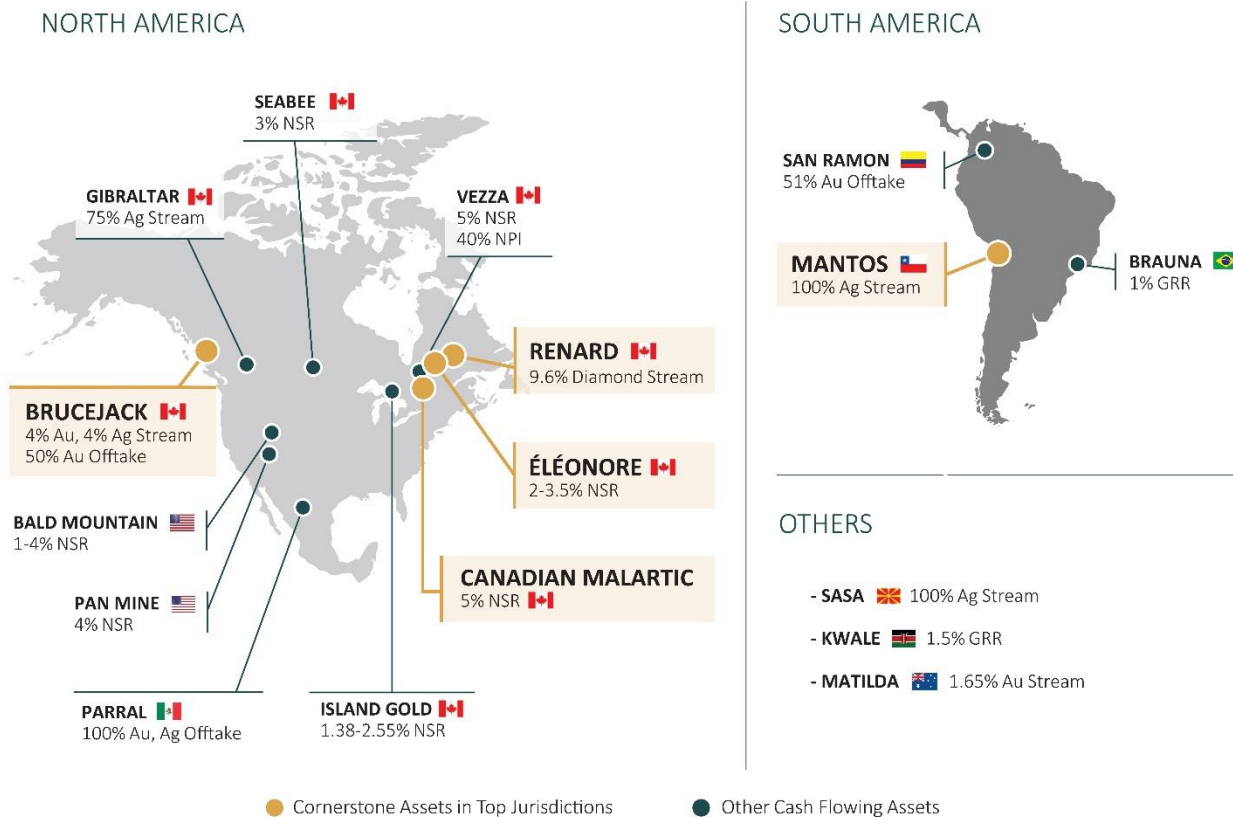 NORTH AMERICA
SEABEE
3% NSR
GIBRALTAR
75% Ag Stream
VEZZA
5% NSR
40% NPI
RENARD
9.6% Diamond Stream
BRUCEJACK
4% Au, 4% Ag Stream
50% Au Offtake
ÉLÉONORE
2-3.5% NSR
BALD MOUNTAIN
1-4% NSR
CANADIAN MALARTIC
5% NSR
PAN MINE
4% NSR
PARRAL
100% Au, Ag Offtake
ISLAND GOLD
1.38-2.55% NSR
SOUTH AMERICA
SAN RAMON
51% Au Offtake
MANTOS
100% Ag Stream
BRAUNA
1% GRR
OTHERS
- SASA 100% Ag Stream
- KWALE 1.5% GRR
- MATILDA 1.65% Au Stream
Cornerstone Assets in Top Jurisdictions
Other Cash Flowing Assets